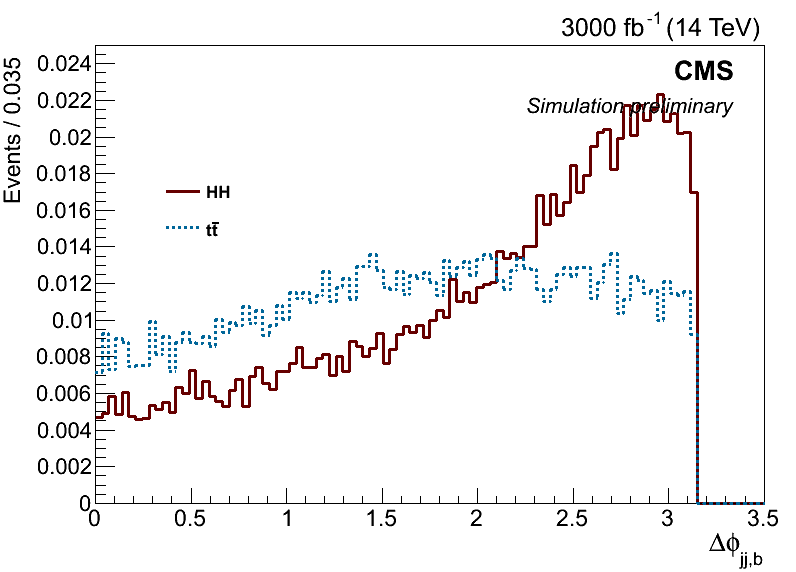 3000 fb⁻¹ (14 TeV)
CMS
Simulation preliminary
Events / 0.035
0.024
0.022
0.02
0.018
0.016
0.014
0.012
0.01
0.008
0.006
0.004
0.002
0
HH
tt̄
0 0.5 1 1.5 2 2.5 3 3.5
Δϕjj,b